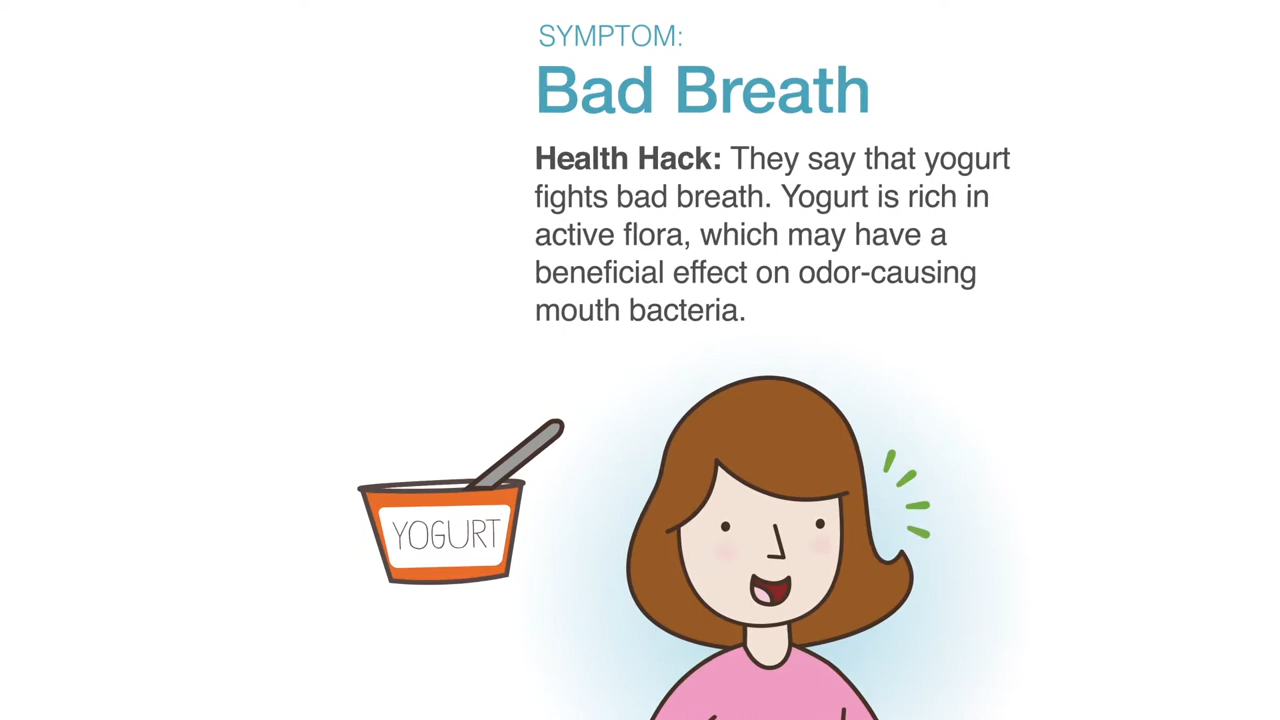 SYMPTOM:
Bad Breath
Health Hack: They say that yogurt
fights bad breath. Yogurt is rich in
active flora, which may have a
beneficial effect on odor-causing
mouth bacteria.
YOGURT